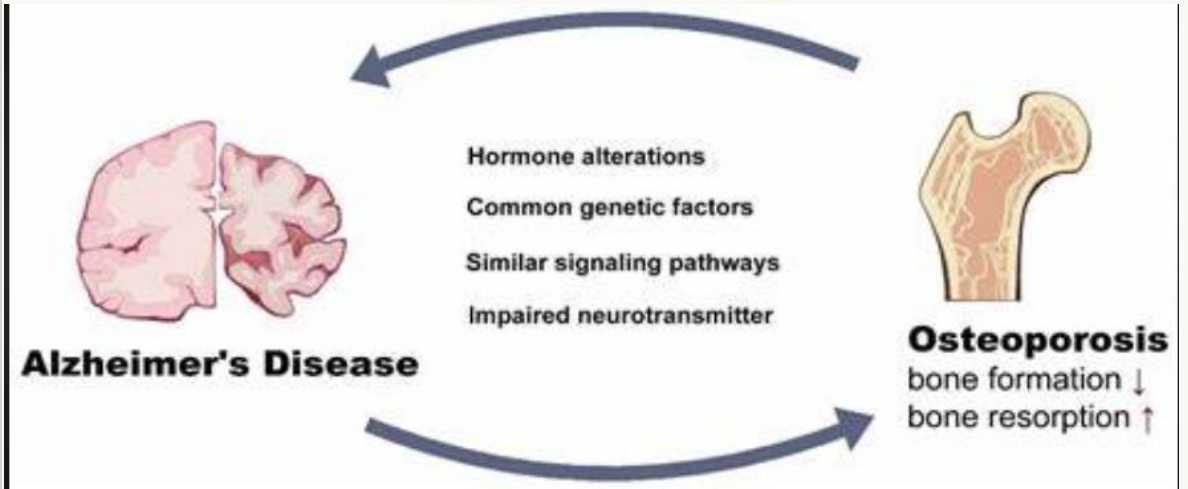 Hormone alterations
Common genetic factors
Similar signaling pathways
Impaired neurotransmitter
Alzheimer's Disease
Osteoporosis
bone formation ↓
bone resorption ↑